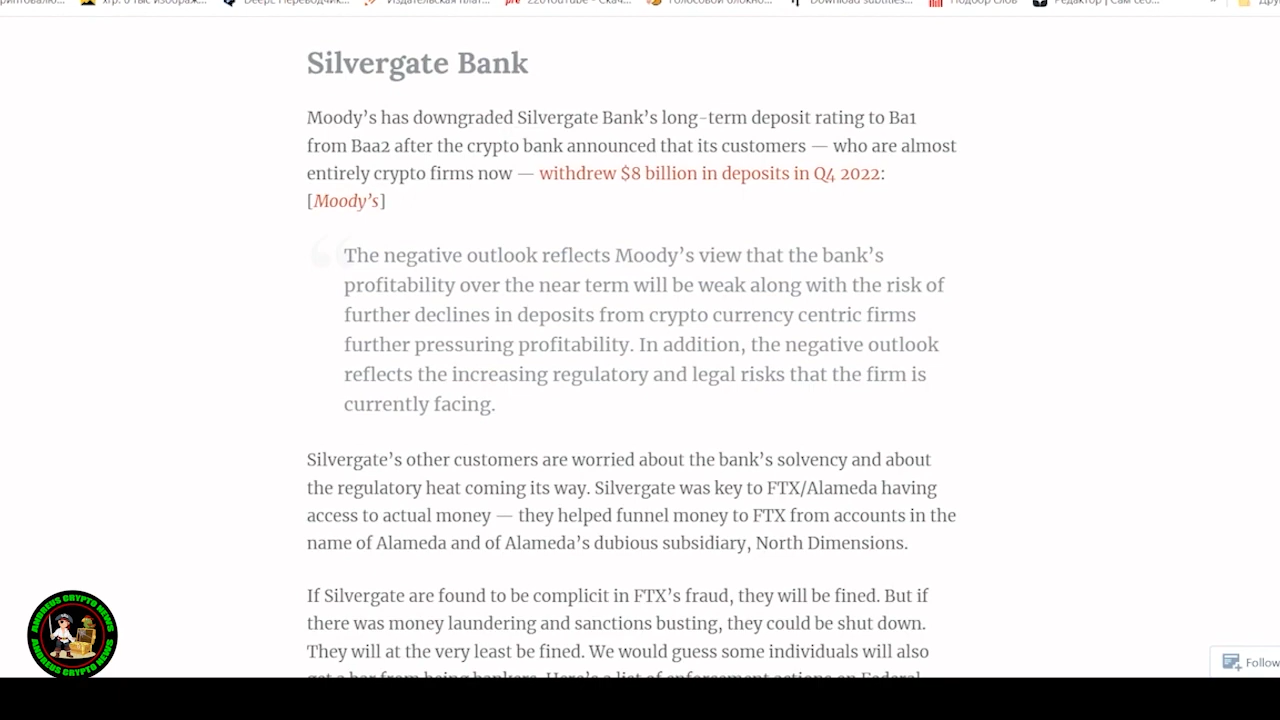 Silvergate Bank
Moody’s has downgraded Silvergate Bank’s long-term deposit rating to Ba1
from Baa2 after the crypto bank announced that its customers — who are almost
entirely crypto firms now — withdrew $8 billion in deposits in Q4 2022:
[Moody’s]
The negative outlook reflects Moody’s view that the bank’s
profitability over the near term will be weak along with the risk of
further declines in deposits from crypto currency centric firms
further pressuring profitability. In addition, the negative outlook
reflects the increasing regulatory and legal risks that the firm is
currently facing.
Silvergate’s other customers are worried about the bank’s solvency and about
the regulatory heat coming its way. Silvergate was key to FTX/Alameda having
access to actual money — they helped funnel money to FTX from accounts in the
name of Alameda and of Alameda’s dubious subsidiary, North Dimensions.
If Silvergate are found to be complicit in FTX’s fraud, they will be fined. But if
there was money laundering and sanctions busting, they could be shut down.
They will at the very least be fined. We would guess some individuals will also
ANDREUS CRYPTO NEWS
ANDREUS CRYPTO NEWS
Follow